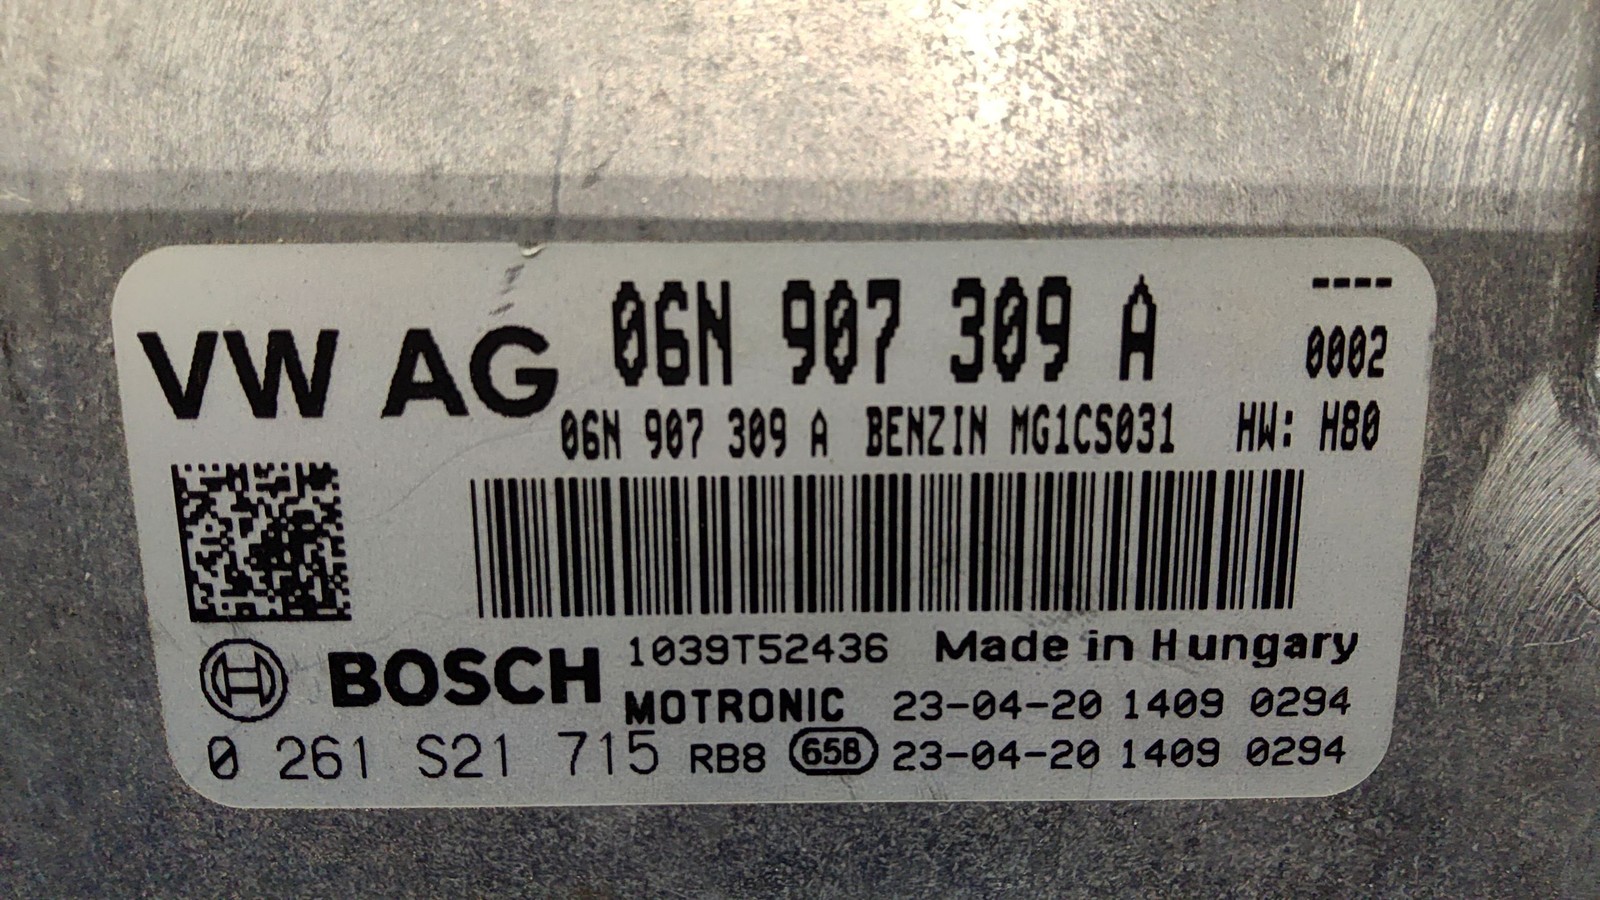 VW AG 06N 907 309 A ----
0002
06N 907 309 A BENZIN MG1CS031 HW: H80
BOSCH 1039T52436 Made in Hungary
MOTRONIC 23-04-20 1409 0294
0 261 S21 715 RB8 65B 23-04-20 1409 0294